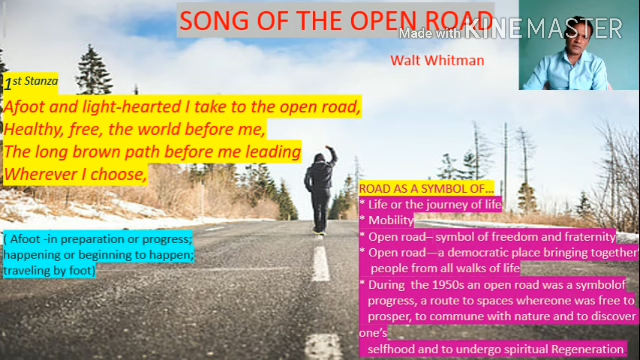 SONG OF THE OPEN ROAD
Made with KINEMASTER
Walt Whitman
1st Stanza
Afoot and light-hearted I take to the open road,
Healthy, free, the world before me,
The long brown path before me leading
Wherever I choose,
( Afoot -in preparation or progress;
happening or beginning to happen;
traveling by foot)
ROAD AS A SYMBOL OF...
* Life or the journey of life
* Mobility
* Open road– symbol of freedom and fraternity
* Open road—a democratic place bringing together
people from all walks of life
* During the 1950s an open road was a symbolof
progress, a route to spaces whereone was free to
prosper, to commune with nature and to discover
one's
selfhood and to undergo spiritual Regeneration